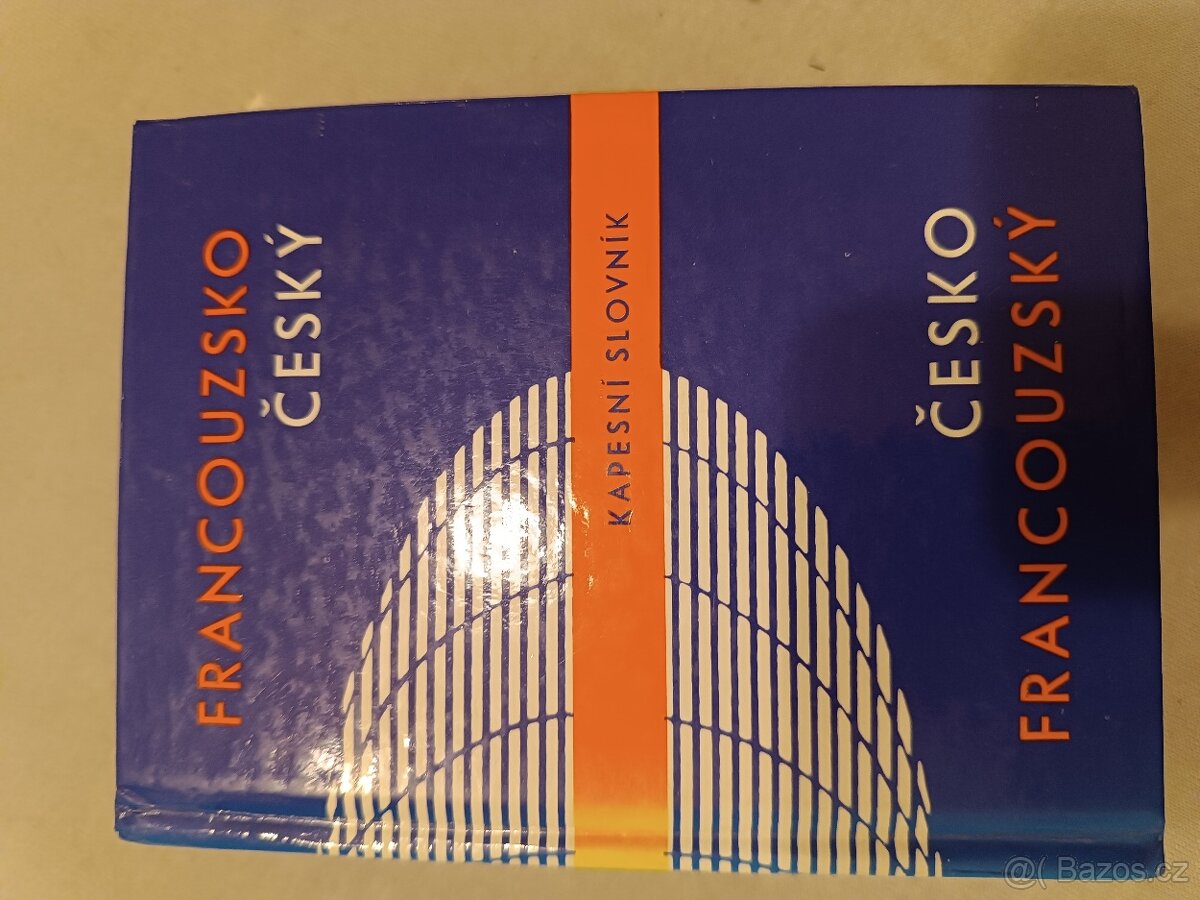 FRANCOUZSKO
ČESKÝ
KAPESNÍ SLOVNÍK
ČESKO
FRANCOUZSKÝ
@( Bazos.cz